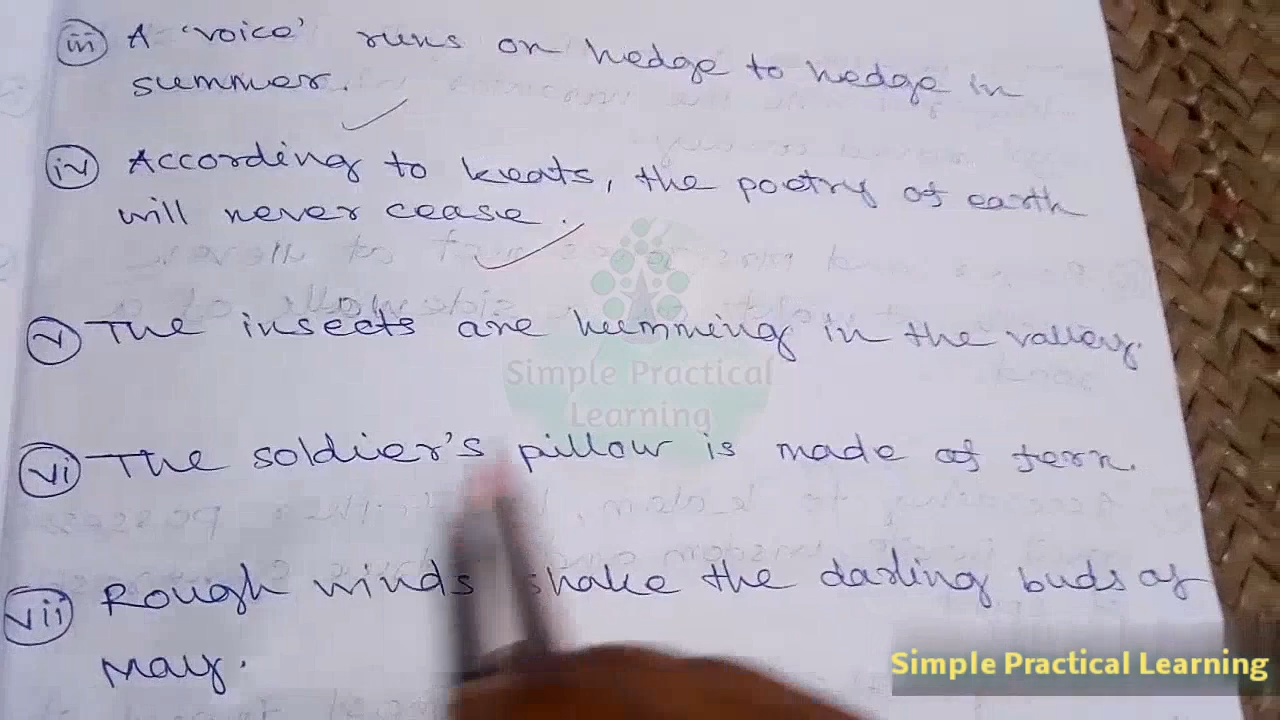 (iii) A 'voice' runs on hedge to hedge in
summer.
(iv) According to keats, the poetry of earth
will never cease.
(v) The insects are humming in the valley.
Simple Practical
Learning
(vi) The soldier's pillow is made of fern.
(vii) Rough winds shake the darling buds of
May.
Simple Practical Learning